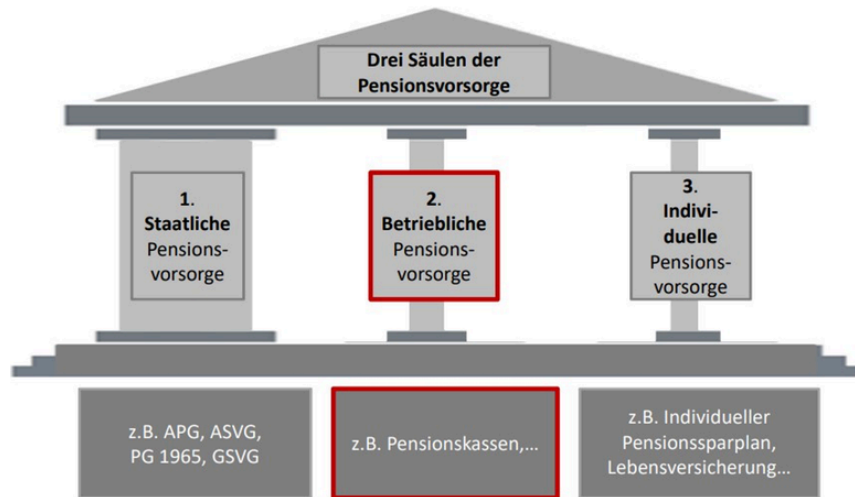 Drei Säulen der
Pensionsvorsorge
1.
Staatliche
Pensions-
vorsorge
2.
Betriebliche
Pensions-
vorsorge
3.
Indivi-
duelle
Pensions-
vorsorge
z.B. APG, ASVG,
PG 1965, GSVG
z.B. Pensionskassen,...
z.B. Individueller
Pensionssparplan,
Lebensversicherung...